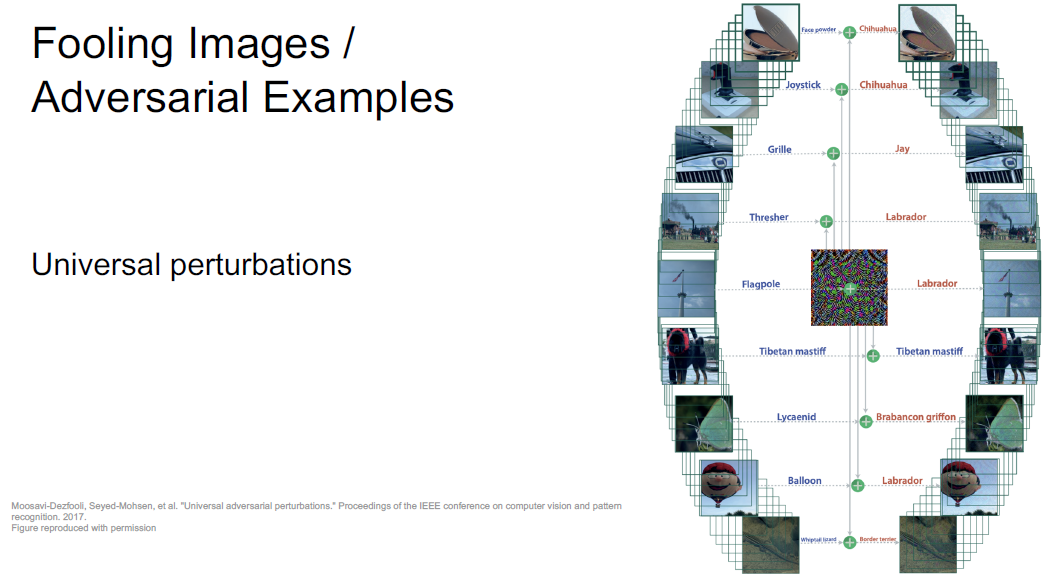 Fooling Images /
Adversarial Examples
Universal perturbations
Face powder Chihuahua
Joystick Chihuahua
Grille Jay
Thresher Labrador
Flagpole Labrador
Tibetan mastiff Tibetan mastiff
Lycaenid Brabancon griffon
Balloon Labrador
Whiptail lizard Border terrier
Moosavi-Dezfooli, Seyed-Mohsen, et al. "Universal adversarial perturbations." Proceedings of the IEEE conference on computer vision and pattern
recognition. 2017.
Figure reproduced with permission